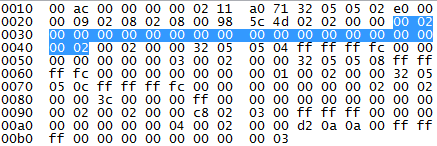 0010 00 ac 00 00 00 00 02 11 a0 71 32 05 05 02 e0 00
0020 00 09 02 08 02 08 00 98 5c 4d 02 02 00 00 00 02
0030 00 00 00 00 00 00 00 00 00 00 00 00 00 00 00 00
0040 00 02 00 02 00 00 32 05 05 04 ff ff ff ff fc 00
0050 00 00 00 00 00 03 00 02 00 00 32 05 05 08 ff ff
0060 ff fc 00 00 00 00 00 00 00 01 00 02 00 00 32 05
0070 05 0c ff ff ff ff fc 00 00 00 00 00 00 02 00 02
0080 00 00 3c 00 00 00 00 ff 00 00 00 00 00 00 00 00
0090 00 02 00 02 00 00 c8 02 03 00 ff ff ff 00 00 00
00a0 00 00 00 00 00 04 00 02 00 00 d2 0a 0a 00 ff ff
00b0 ff 00 00 00 00 00 00 00 00 03